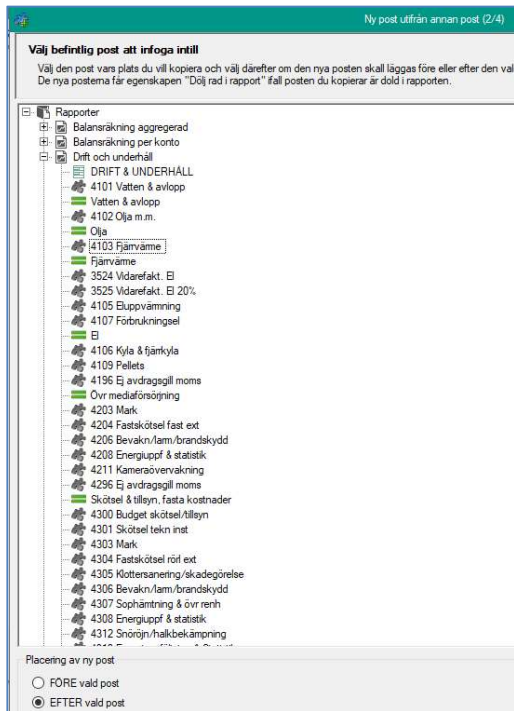 Ny post utifrån annan post (2/4)
Välj befintlig post att infoga intill
Välj den post vars plats du vill kopiera och välj därefter om den nya posten skall läggas före eller efter den val
De nya posterna får egenskapen "Dölj rad i rapport" ifall posten du kopierar är dold i rapporten.
Rapporter
Balansräkning aggregerad
Balansräkning per konto
Drift och underhåll
DRIFT & UNDERHÅLL
4101 Vatten & avlopp
Vatten & avlopp
4102 Olja m.m.
Olja
4103 Fjärrvärme
Fjärrvärme
3524 Vidarefakt. El
3525 Vidarefakt. El 20%
4105 Eluppvärmning
4107 Förbrukningsel
El
4106 Kyla & fjärrkyla
4109 Pellets
4196 Ej avdragsgill moms
Övr mediaförsörjning
4203 Mark
4204 Fastskötsel fast ext
4206 Bevakn/larm/brandskydd
4208 Energiuppf & statistik
4211 Kameraövervakning
4296 Ej avdragsgill moms
Skötsel & tillsyn, fasta kostnader
4300 Budget skötsel/tillsyn
4301 Skötsel tekn inst
4303 Mark
4304 Fastskötsel rörl ext
4305 Klottersanering/skadegörelse
4306 Bevakn/larm/brandskydd
4307 Sophämtning & övr renh
4308 Energiuppf & statistik
4312 Snöröjn/halkbekämpning
Placering av ny post
FÖRE vald post
EFTER vald post